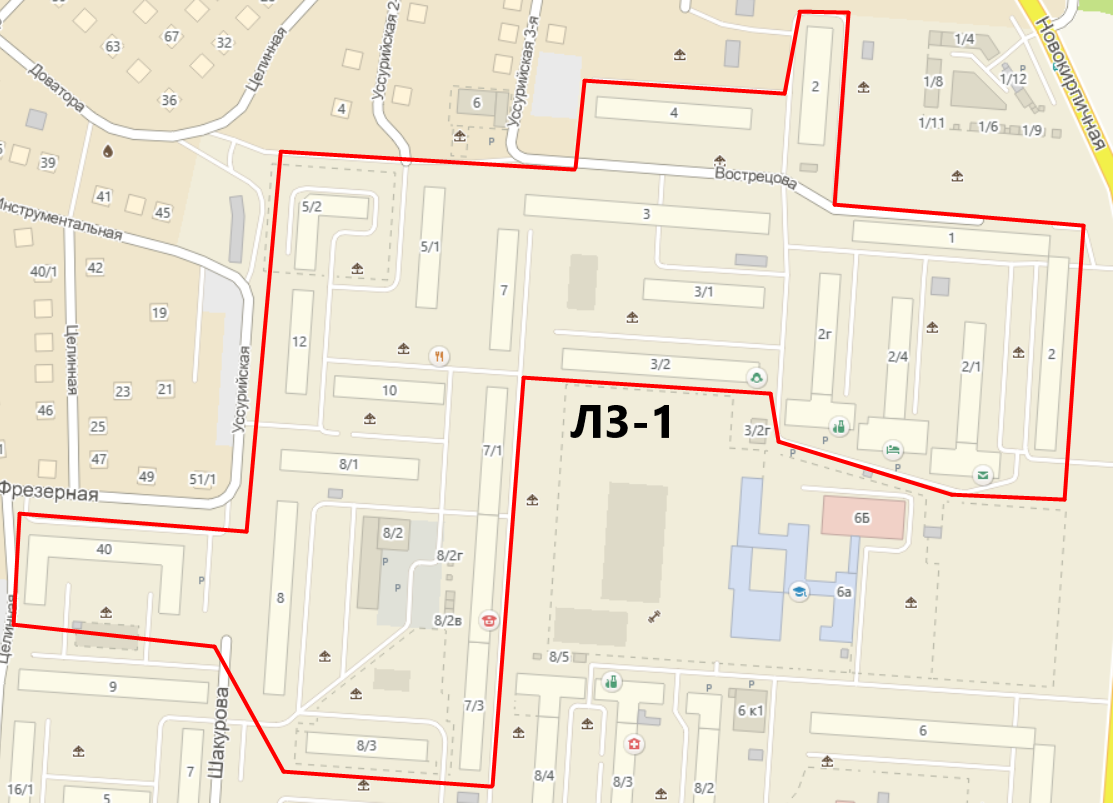 63
67
32
Целинная
Доватора
36
Уссурийская 2-
4
Уссурийская 3-я
6
P
4
2
1/4
1/8
P
1/12
1/11
1/6
1/9
Новокирпичная
Вострецова
39
41
45
Инструментальная
40/1
42
19
Целинная
23
21
46
25
47
49
51/1
Уссурийская
Фрезерная
5/2
5/1
7
3
3/1
3/2
1
2г
2/4
2/1
2
12
10
7/1
Л3-1
3/2г
P
P
P
8/1
8/2
P
P
8/2г
8/2в
8
40
P
6Б
6а
Целинная
9
Шакурова
8/3
7/3
8/5
P
P
6 к1
6
7
5
16/1
8/4
8/3
8/2